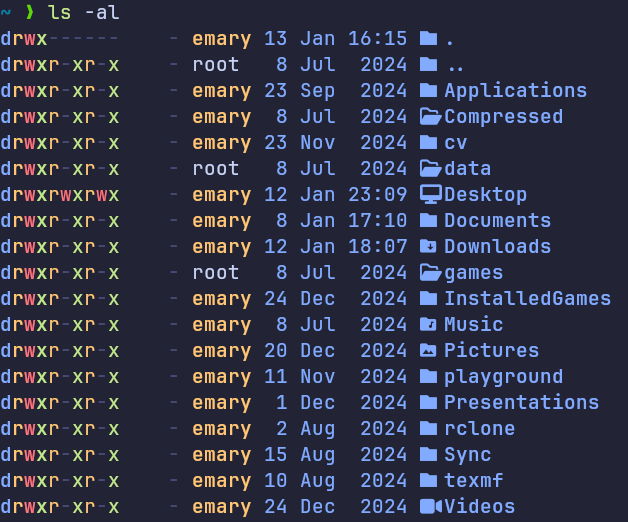 ~ ❯ ls -al
drwx------ - emary 13 Jan 16:15 .
drwxr-xr-x - root 8 Jul 2024 ..
drwxr-xr-x - emary 23 Sep 2024 Applications
drwxr-xr-x - emary 8 Jul 2024 Compressed
drwxr-xr-x - emary 23 Nov 2024 cv
drwxr-xr-x - root 8 Jul 2024 data
drwxrwxrwx - emary 12 Jan 23:09 Desktop
drwxr-xr-x - emary 8 Jan 17:10 Documents
drwxr-xr-x - emary 12 Jan 18:07 Downloads
drwxr-xr-x - root 8 Jul 2024 games
drwxr-xr-x - emary 24 Dec 2024 InstalledGames
drwxr-xr-x - emary 8 Jul 2024 Music
drwxr-xr-x - emary 20 Dec 2024 Pictures
drwxr-xr-x - emary 11 Nov 2024 playground
drwxr-xr-x - emary 1 Dec 2024 Presentations
drwxr-xr-x - emary 2 Aug 2024 rclone
drwxr-xr-x - emary 15 Aug 2024 Sync
drwxr-xr-x - emary 10 Aug 2024 texmf
drwxr-xr-x - emary 24 Dec 2024 Videos